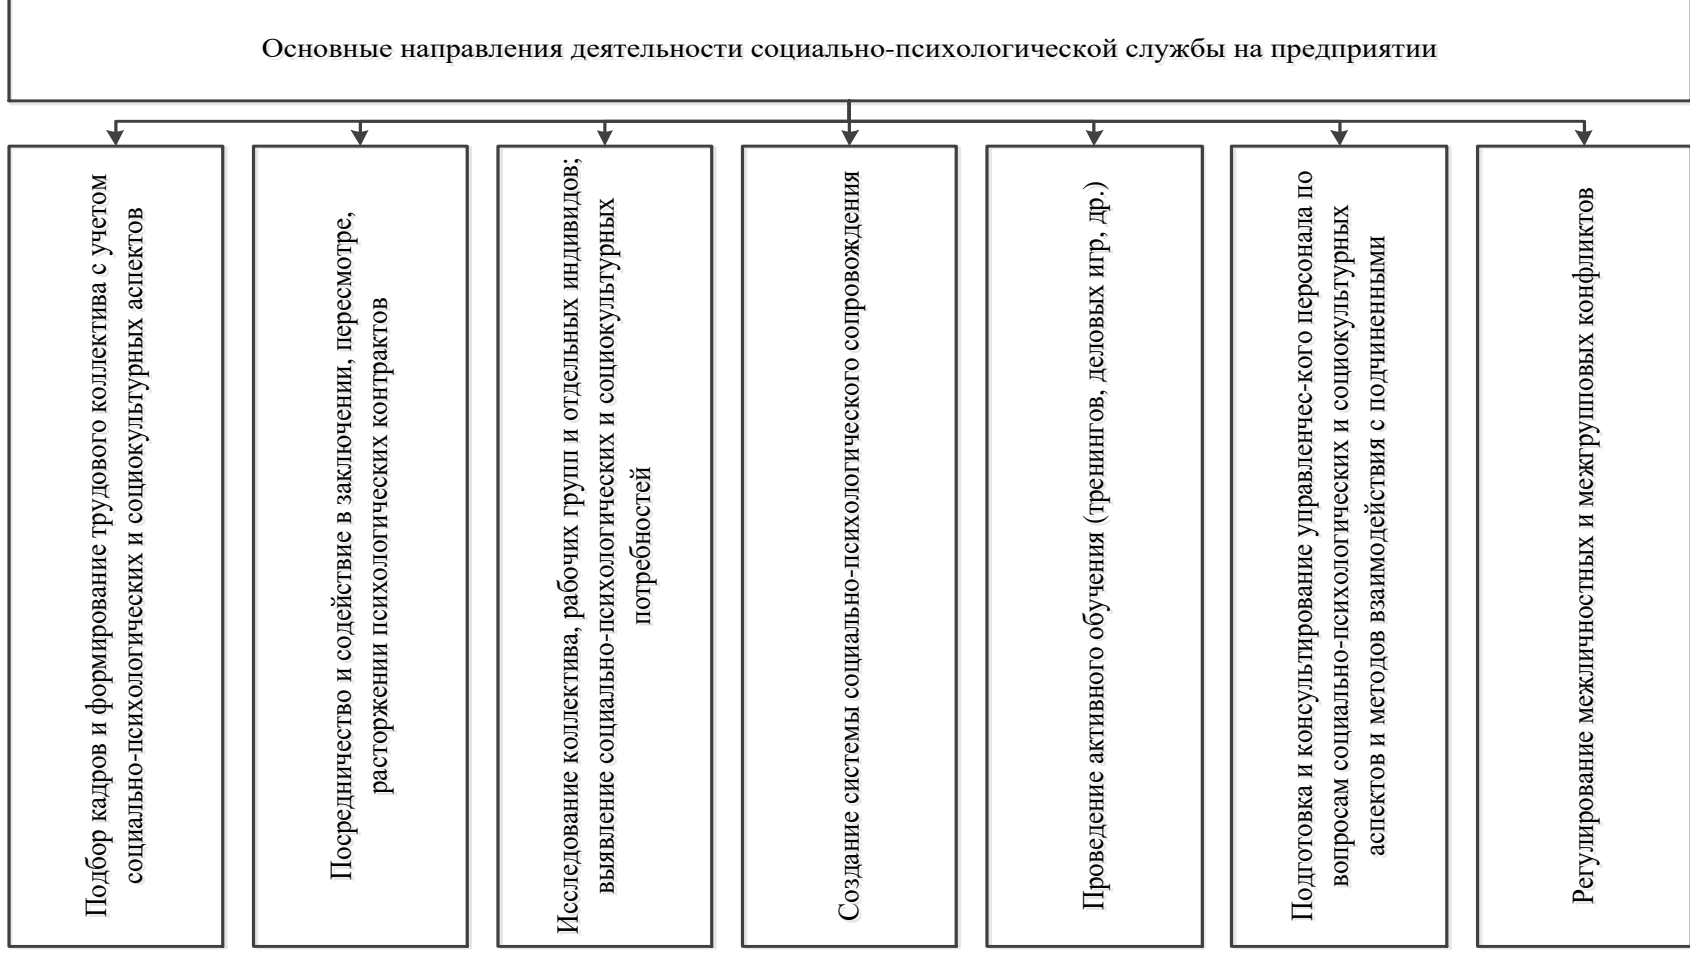 Основные направления деятельности социально-психологической службы на предприятии
Подбор кадров и формирование трудового коллектива с учетом
социально-психологических и социокультурных аспектов
Посредничество и содействие в заключении, пересмотре,
расторжении психологических контрактов
Исследование коллектива, рабочих групп и отдельных индивидов;
выявление социально-психологических и социокультурных
потребностей
Создание системы социально-психологического сопровождения
Проведение активного обучения (тренингов, деловых игр, др.)
Подготовка и консультирование управленчес-кого персонала по
вопросам социально-психологических и социокультурных
аспектов и методов взаимодействия с подчиненными
Регулирование межличностных и межгрупповых конфликтов